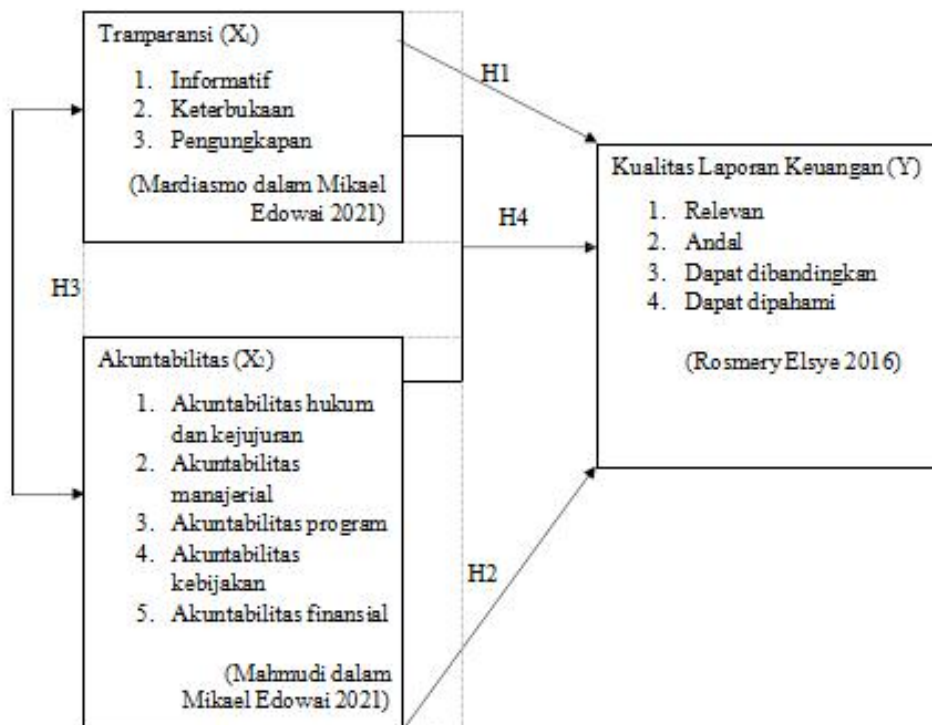 Tranparansi (X₁)
1. Informatif
2. Keterbukaan
3. Pengungkapan
(Mardiasmo dalam Mikael
Edowai 2021)
H1
Kualitas Laporan Keuangan (Y)
1. Relevan
2. Andal
3. Dapat dibandingkan
4. Dapat dipahami
(Rosmery Elsye 2016)
H4
H3
Akuntabilitas (X₂)
1. Akuntabilitas hukum
dan kejujuran
2. Akuntabilitas
manajerial
3. Akuntabilitas program
4. Akuntabilitas
kebijakan
5. Akuntabilitas finansial
(Mahmudi dalam
Mikael Edowai 2021)
H2